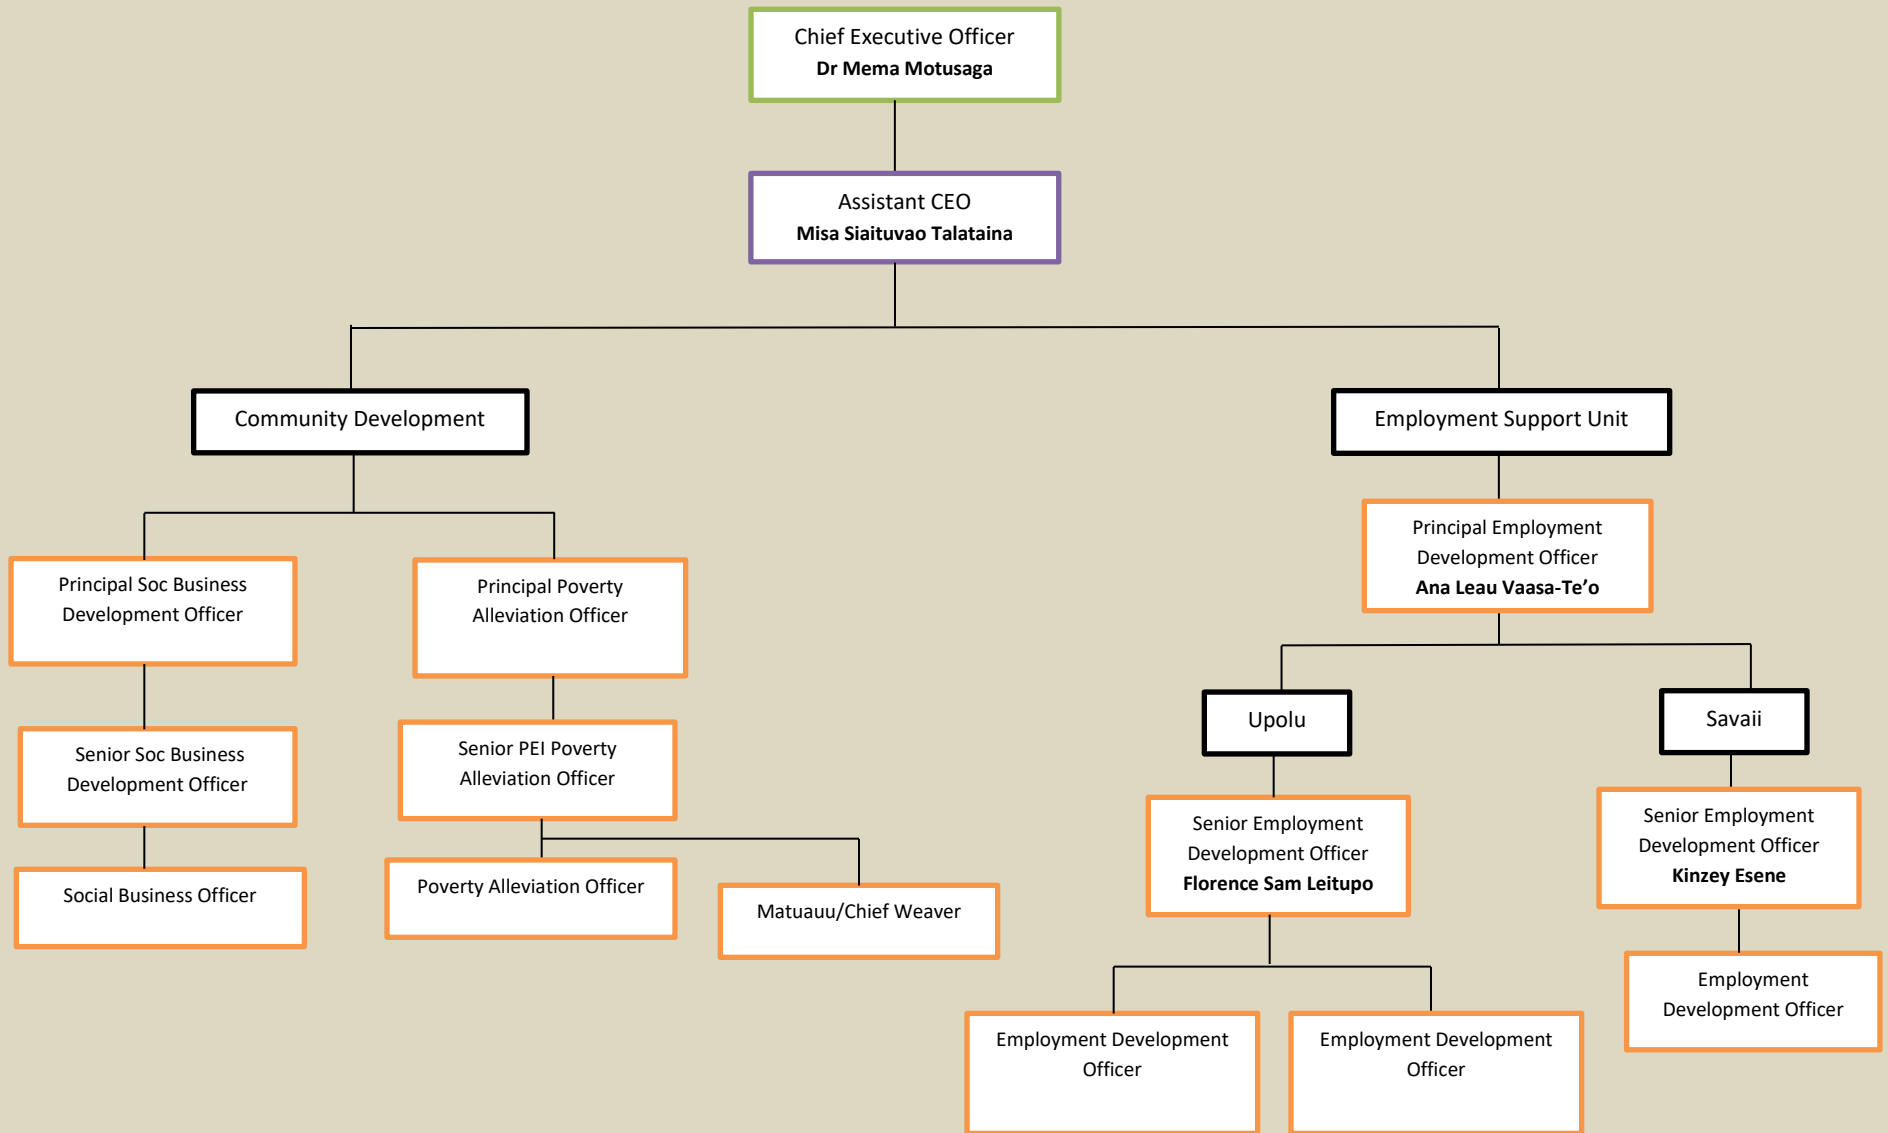 Chief Executive Officer
Dr Mema Motusaga
Assistant CEO
Misa Siaituvao Talataina
Community Development
Employment Support Unit
Principal Soc Business
Development Officer
Principal Poverty
Alleviation Officer
Principal Employment
Development Officer
Ana Leau Vaasa-Te’o
Senior Soc Business
Development Officer
Senior PEI Poverty
Alleviation Officer
Upolu
Savaii
Social Business Officer
Poverty Alleviation Officer
Matuauu/Chief Weaver
Senior Employment
Development Officer
Florence Sam Leitupo
Senior Employment
Development Officer
Kinzey Esene
Employment Development
Officer
Employment Development
Officer
Employment
Development Officer